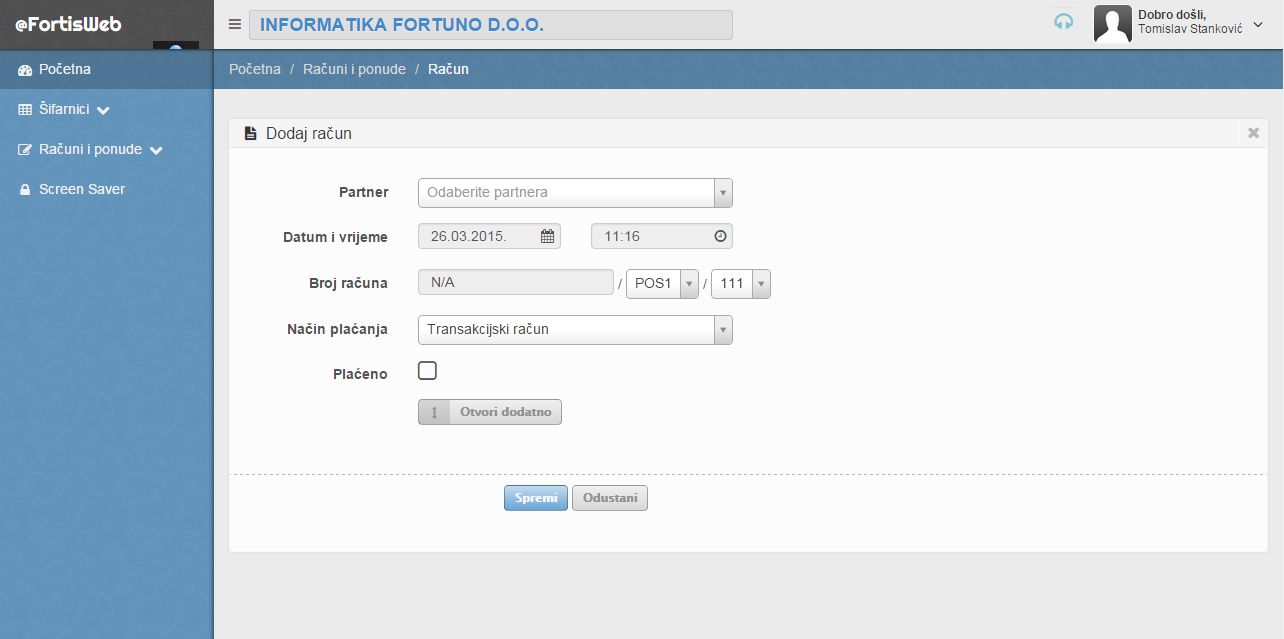 @FortisWeb
INFORMATIKA FORTUNO D.O.O.
Dobro došli,
Tomislav Stanković
Početna
Šifarnici
Računi i ponude
Screen Saver
Početna / Računi i ponude / Račun
Dodaj račun
Partner Odaberite partnera
Datum i vrijeme 26.03.2015. 11:16
Broj računa N/A / POS1 / 111
Način plaćanja Transakcijski račun
Plaćeno
Otvori dodatno
Spremi Odustani